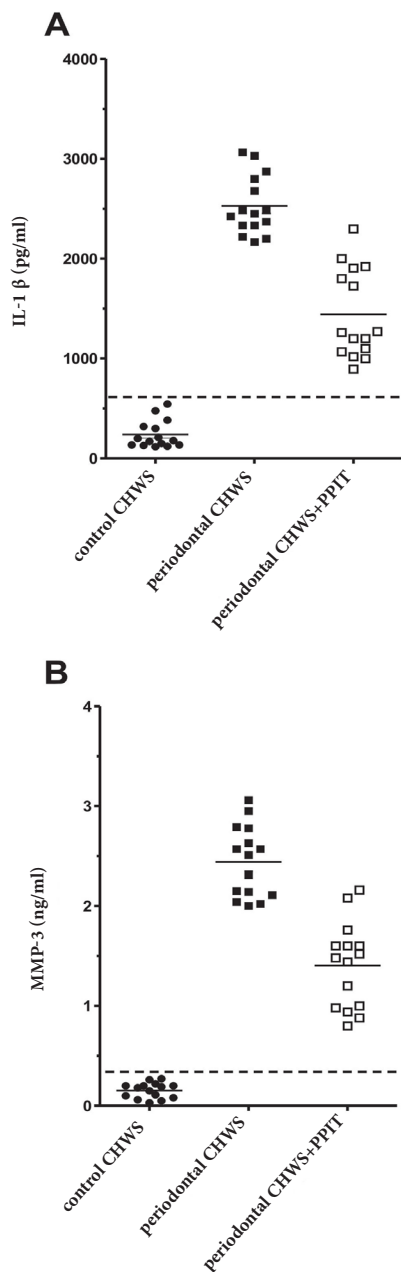 A
4000
3000
2000
1000
0
IL-1 β (pg/ml)
control CHWS
periodontal CHWS
periodontal CHWS+PPIT
B
4
3
2
1
0
MMP-3 (ng/ml)
control CHWS
periodontal CHWS
periodontal CHWS+PPIT